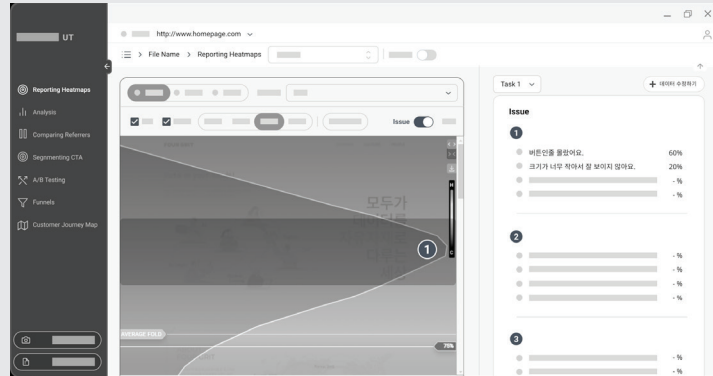 UT
http://www.homepage.com
File Name > Reporting Heatmaps
Reporting Heatmaps
Analysis
Comparing Referrers
Segnmenting CTA
A/B Testing
Funnels
Customer Journey Map
Issue
H
모두가
C
1
AVERAGE FOLD
75%
Task 1
+ 데이터 수정하기
Issue
1
버튼인줄 몰랐어요. 60%
크기가 너무 작아서 잘 보이지 않아요. 20%
- %
- %
2
- %
- %
- %
- %
3
- %
- %